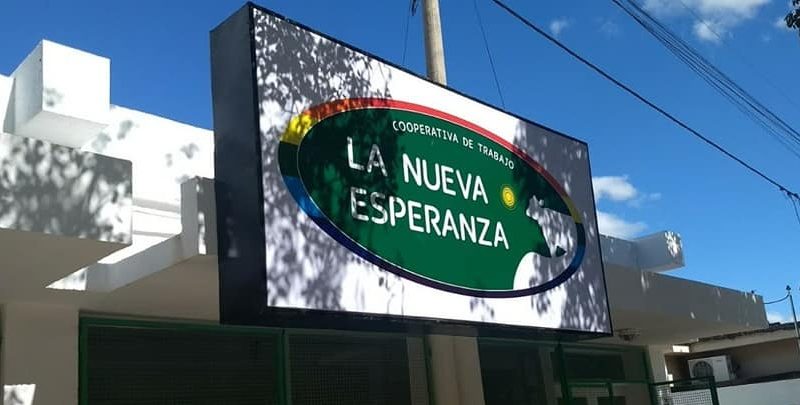 COOPERATIVA DE TRABAJO
LA NUEVA
ESPERANZA